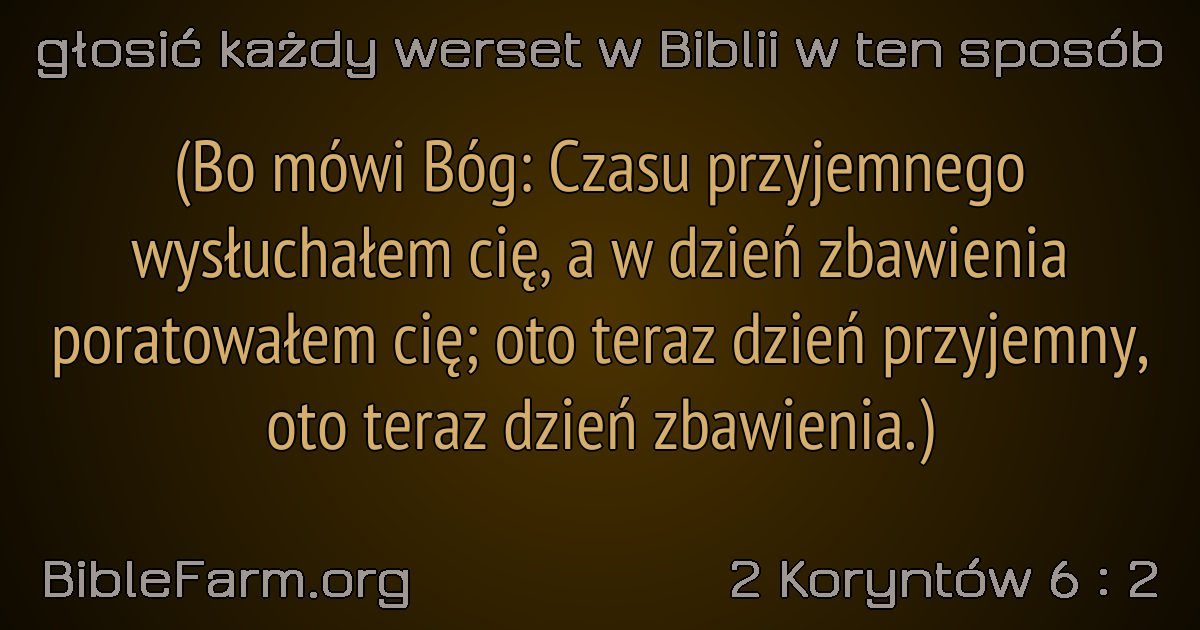 głosić każdy werset w Biblii w ten sposób
(Bo mówi Bóg: Czasu przyjemnego
wysłuchałem cię, a w dzień zbawienia
poratowałem cię; oto teraz dzień przyjemny,
oto teraz dzień zbawienia.)
BibleFarm.org
2 Koryntów 6 : 2